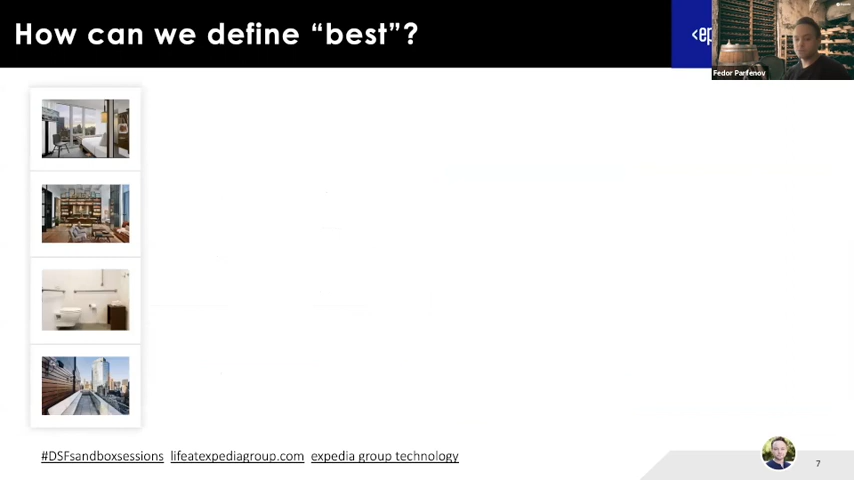 How can we define “best”?
Fedor Parfenov
#DSFsandboxsessions lifeatexpediagroup.com expedia group technology
7